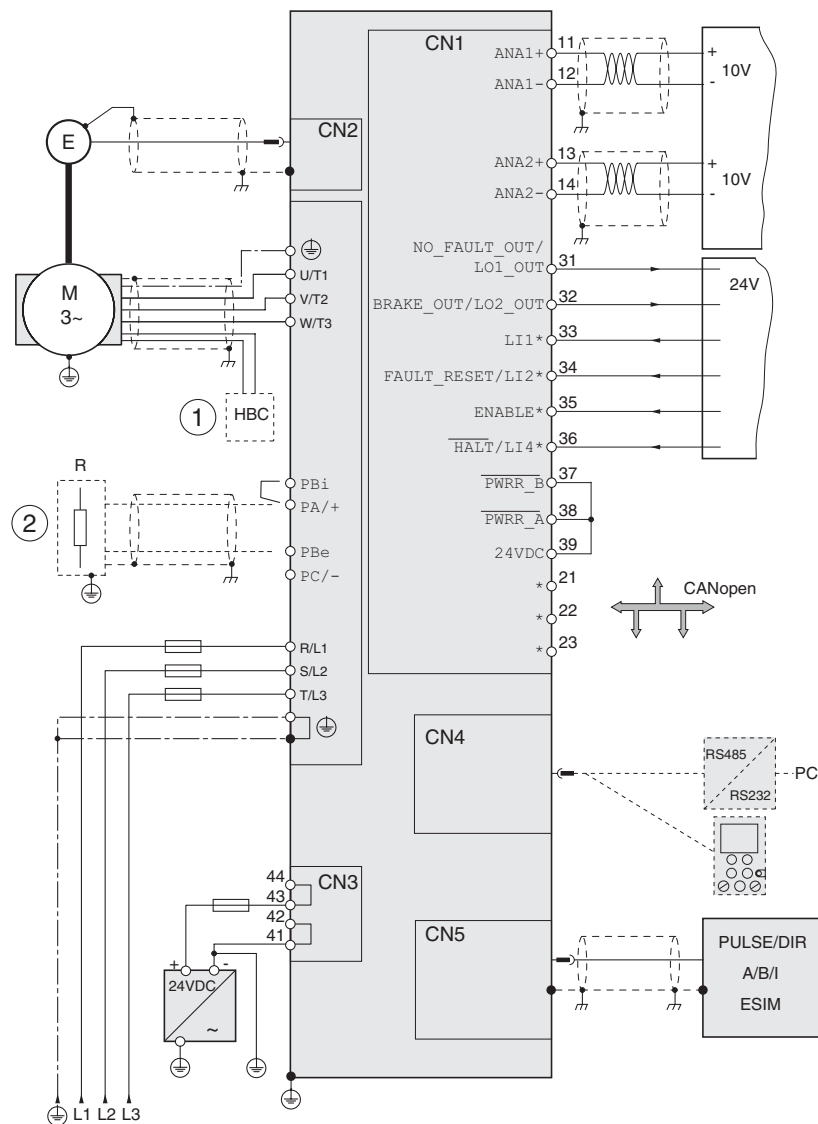 CN1
11
ANA1+
12
ANA1-
+
10V
-
CN2
E
13
ANA2+
14
ANA2-
+
10V
-
NO_FAULT_OUT/
LO1_OUT
31
24V
U/T1
V/T2
W/T3
M
3~
BRAKE_OUT/LO2_OUT
32
LI1*
33
FAULT_RESET/LI2*
34
ENABLE*
35
HALT/LI4*
36
1
HBC
R
2
PBi
PA/+
PBe
PC/-
PWRR_B
37
PWRR_A
38
24VDC
39
* 21
* 22
* 23
CANopen
R/L1
S/L2
T/L3
CN4
RS485
RS232
PC
44
43
42
41
CN3
+
-
24VDC
~
CN5
PULSE/DIR
A/B/I
ESIM
L1 L2 L3